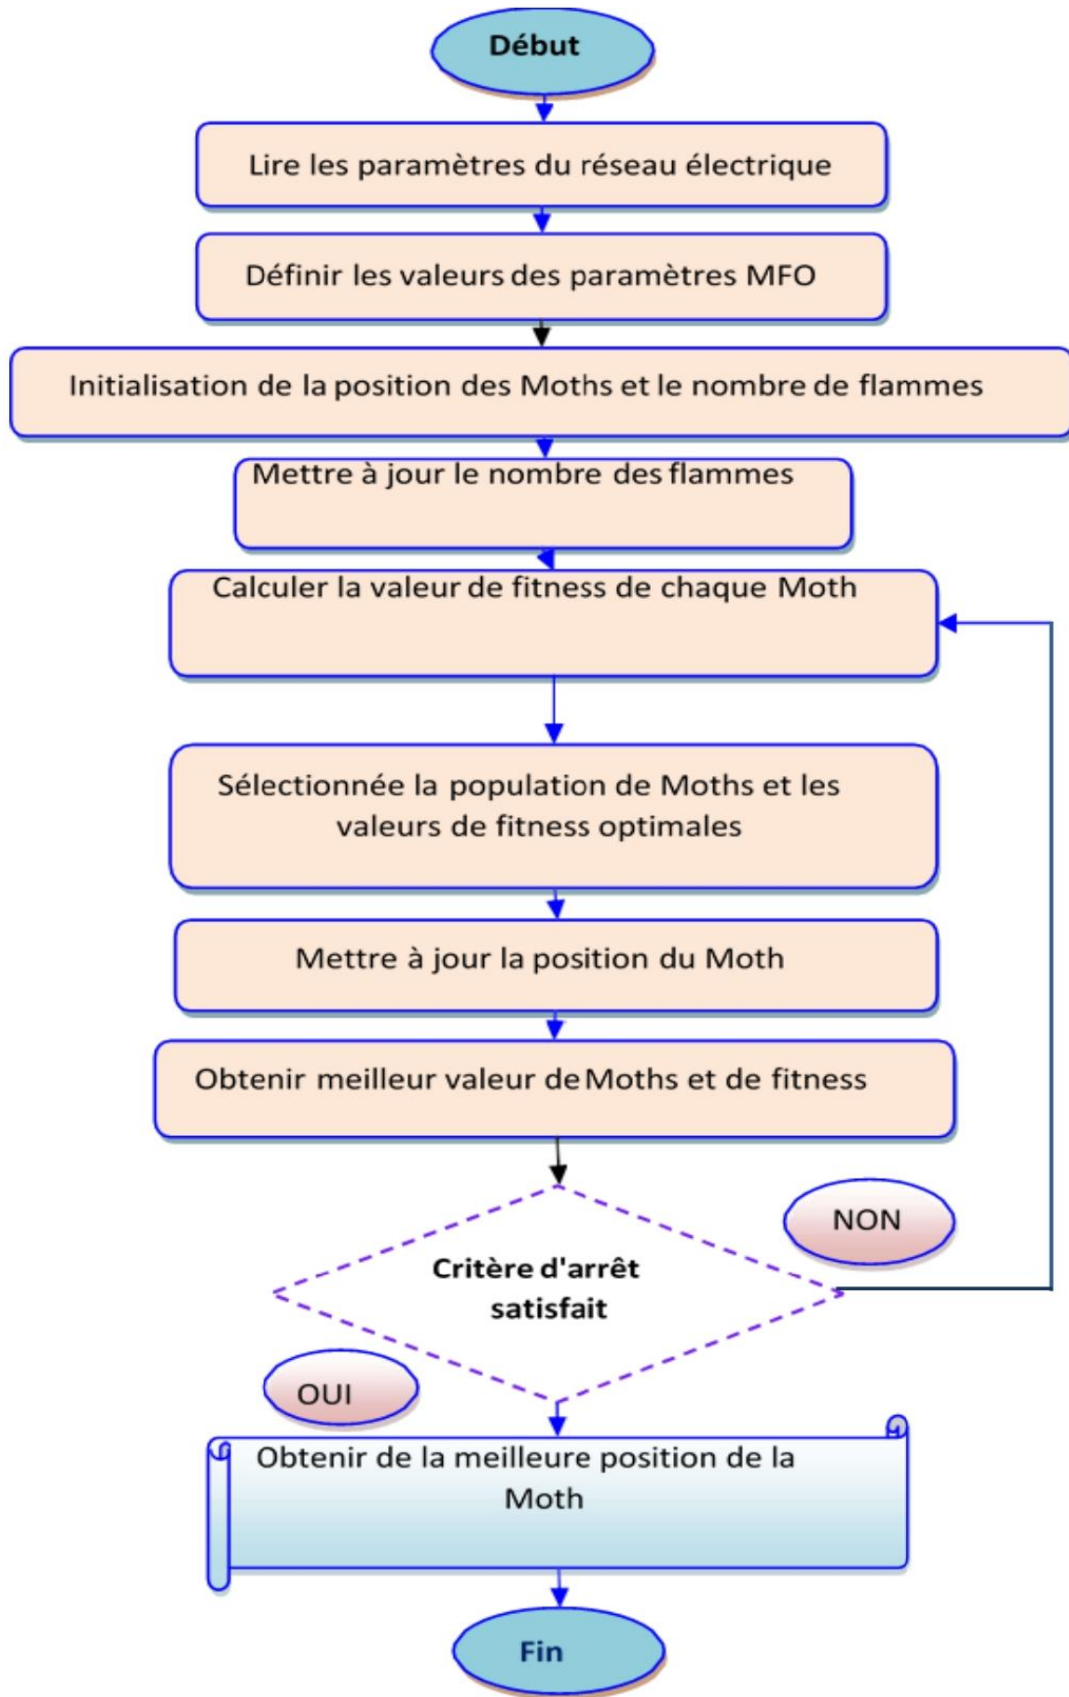 Début
Lire les paramètres du réseau électrique
Définir les valeurs des paramètres MFO
Initialisation de la position des Moths et le nombre de flammes
Mettre à jour le nombre des flammes
Calculer la valeur de fitness de chaque Moth
Sélectionnée la population de Moths et les
valeurs de fitness optimales
Mettre à jour la position du Moth
Obtenir meilleur valeur de Moths et de fitness
NON
Critère d'arrêt
satisfait
OUI
Obtenir de la meilleure position de la
Moth
Fin